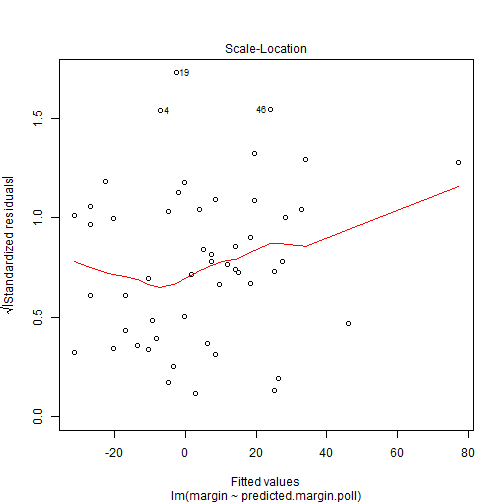 Scale-Location
√|Standardized residuals|
1.5
1.0
0.5
0.0
19
4
46
-20 0 20 40 60 80
Fitted values
lm(margin ~ predicted.margin.poll)